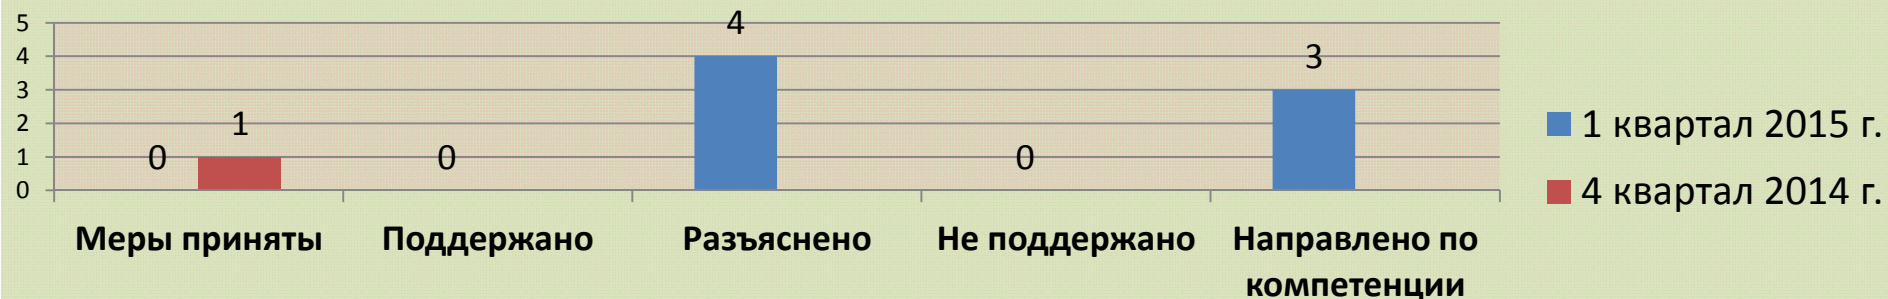 5
4
3
2
1
0
0
1
0
4
0
3
Меры приняты
Поддержано
Разъяснено
Не поддержано
Направлено по
компетенции
1 квартал 2015 г.
4 квартал 2014 г.